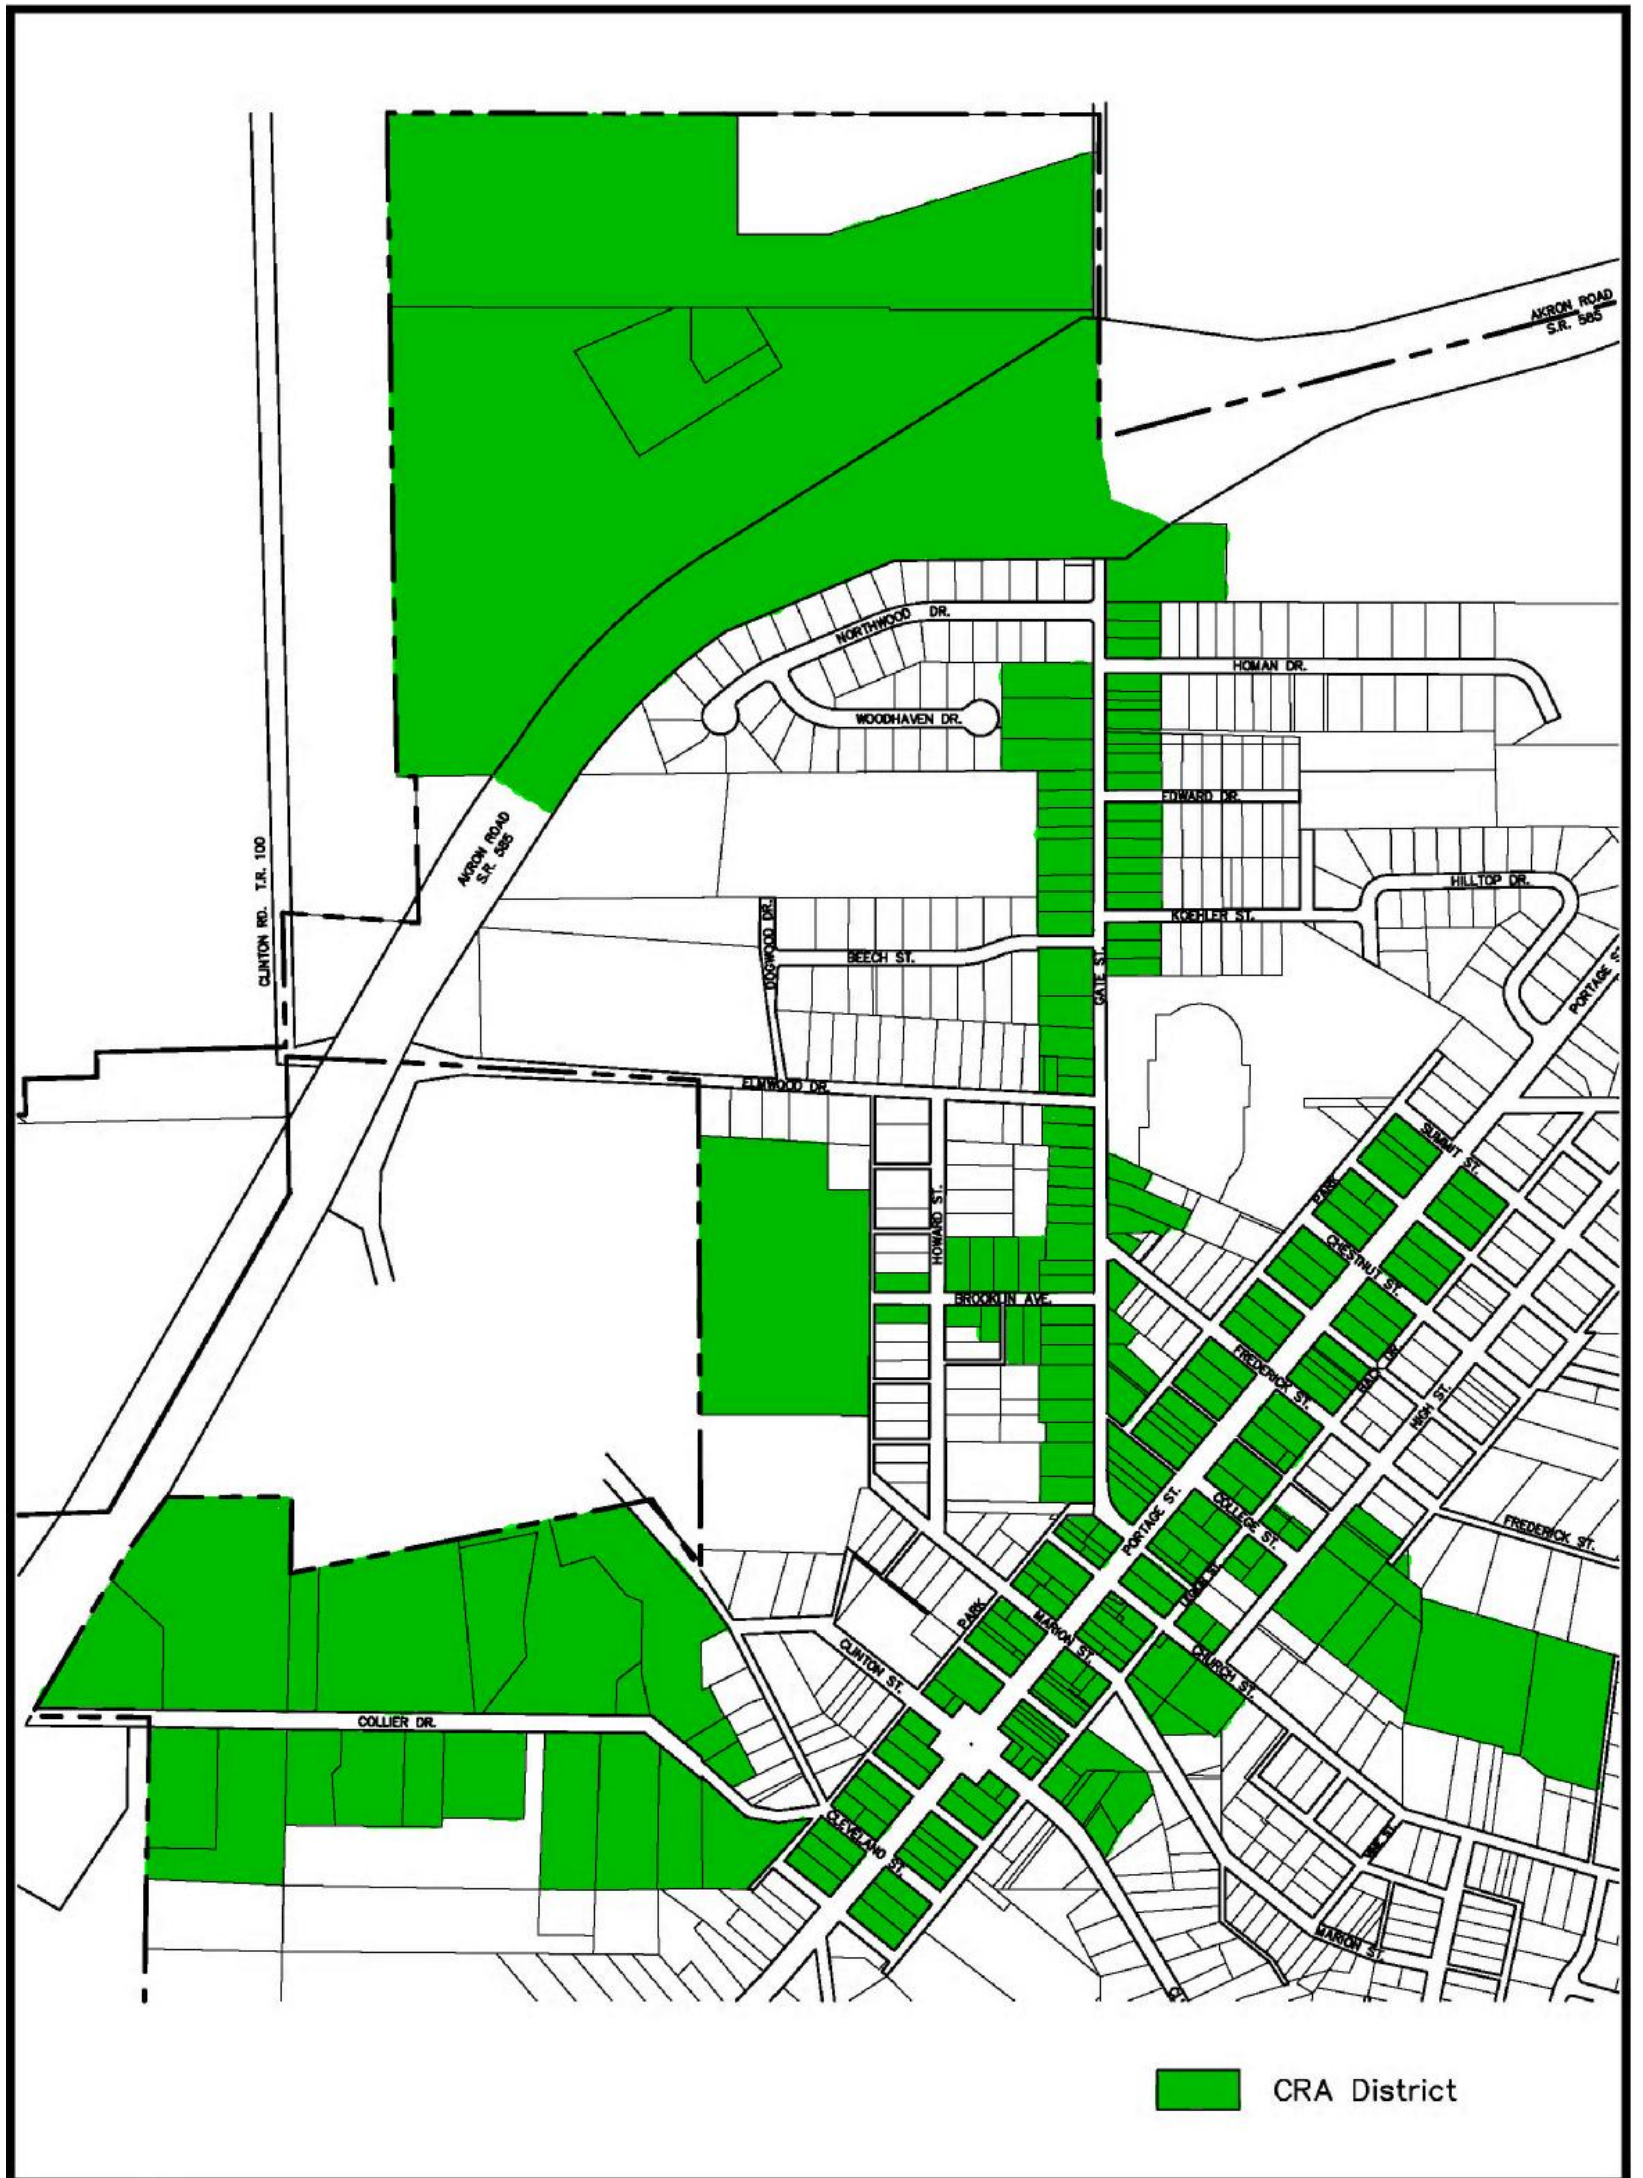 AKRON ROAD
S.R. 585
NORTHWOOD DR.
HOMAN DR.
WOODHAVEN DR.
EDWARD DR.
AKRON ROAD
S.R. 585
CLINTON RD. T.R. 100
HILLTOP DR.
KOEHLER ST.
DOGWOOD DR.
BEECH ST.
GATE ST.
PORTAGE S
ELMWOOD DR.
SUMMIT ST.
PARK
HOWARD ST.
CHESTNUT ST.
BROOKLIN AVE.
FREDERICK ST.
HIGH ST.
COLLEGE ST.
PORTAGE ST.
FREDERICK ST.
PARK
MARION ST.
CLINTON ST.
CHURCH ST.
COLLIER DR.
CLEVELAND ST.
MARION ST.
CRA District